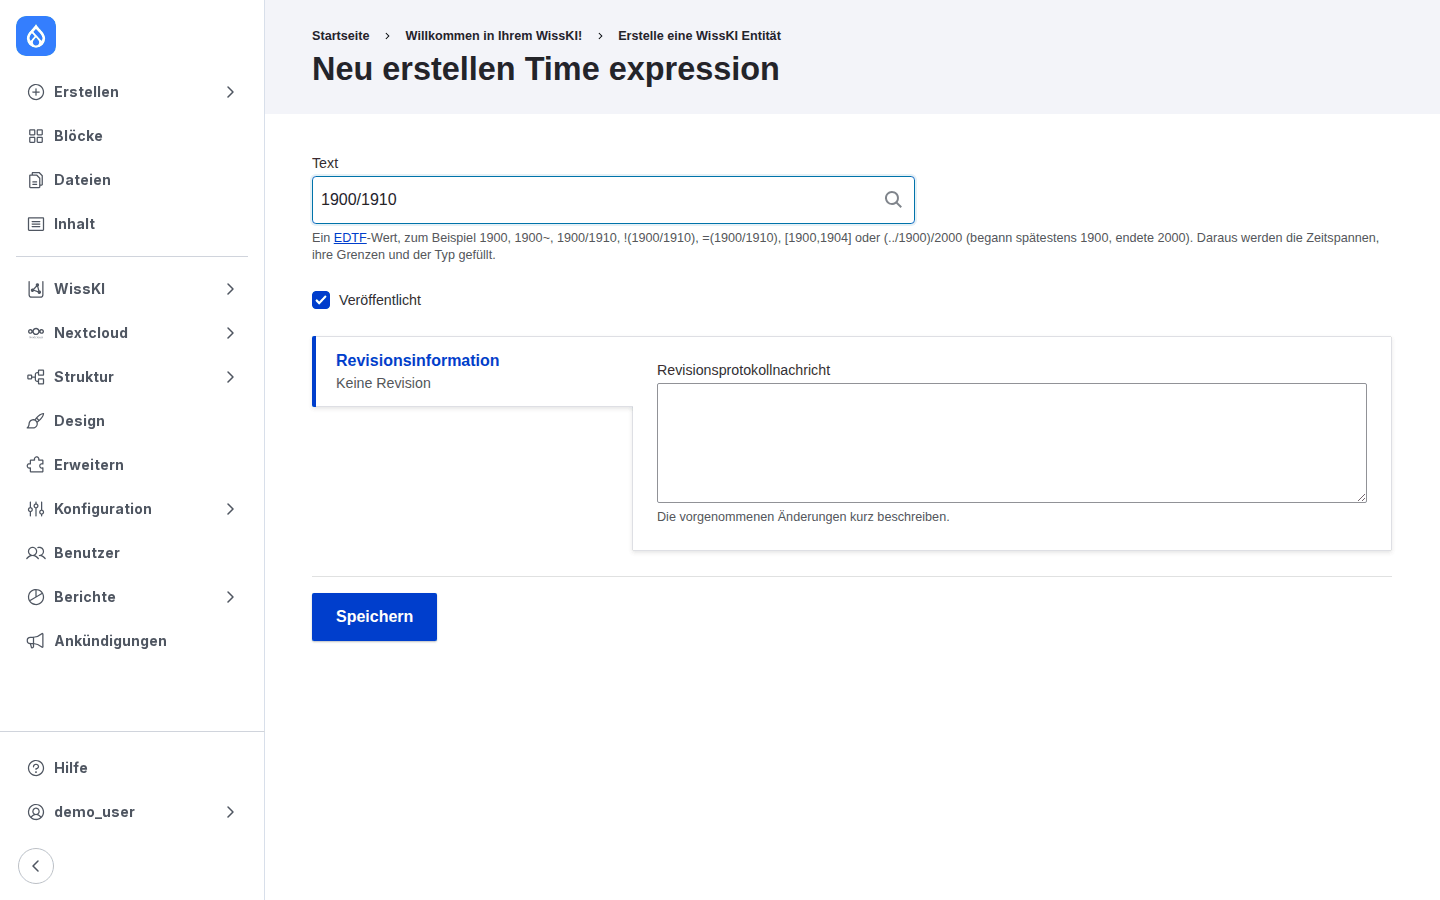 Erstellen
Blöcke
Dateien
Inhalt
WissKI
Nextcloud
Struktur
Design
Erweitern
Konfiguration
Benutzer
Berichte
Ankündigungen
Hilfe
demo_user
Startseite > Willkommen in Ihrem WissKI! > Erstelle eine WissKI Entität
Neu erstellen Time expression
Text
1900/1910
Ein EDTF-Wert, zum Beispiel 1900, 1900~, 1900/1910, !(1900/1910), =(1900/1910), [1900,1904] oder (../1900)/2000 (begann spätestens 1900, endete 2000). Daraus werden die Zeitspannen,
ihre Grenzen und der Typ gefüllt.
Veröffentlicht
Revisionsinformation
Keine Revision
Revisionsprotokollnachricht
Die vorgenommenen Änderungen kurz beschreiben.
Speichern